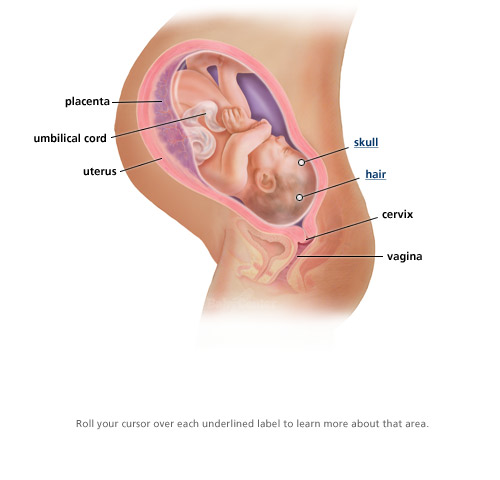 placenta
umbilical cord
uterus
skull
hair
cervix
vagina
Roll your cursor over each underlined label to learn more about that area.